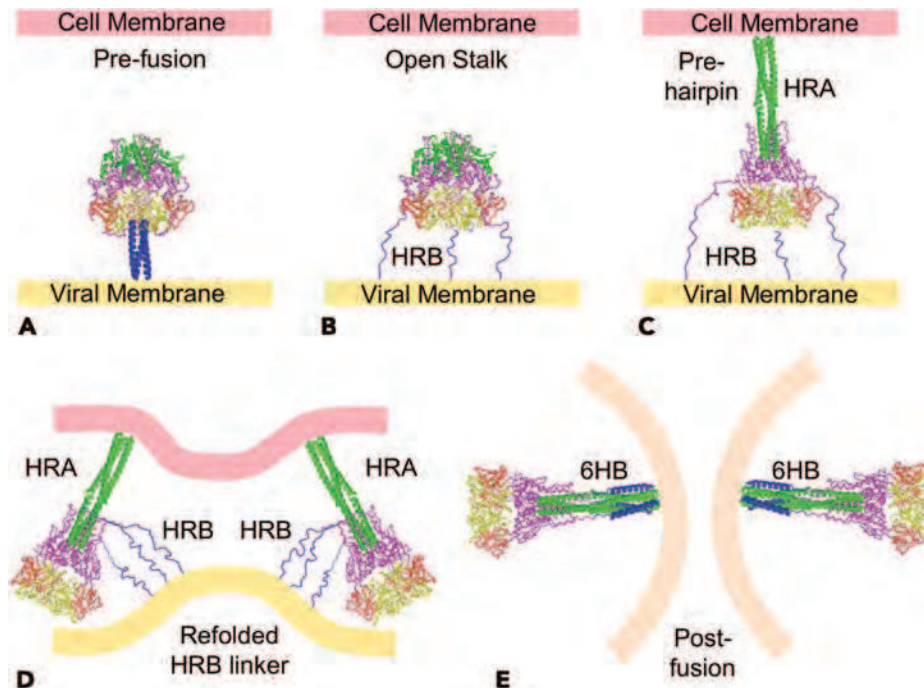 Cell Membrane
Pre-fusion
Viral Membrane
A
Cell Membrane
Open Stalk
HRB
Viral Membrane
B
Cell Membrane
Pre-
hairpin
HRA
HRB
Viral Membrane
C
HRA
HRA
HRB
HRB
Refolded
HRB linker
D
6HB
6HB
Post-
fusion
E